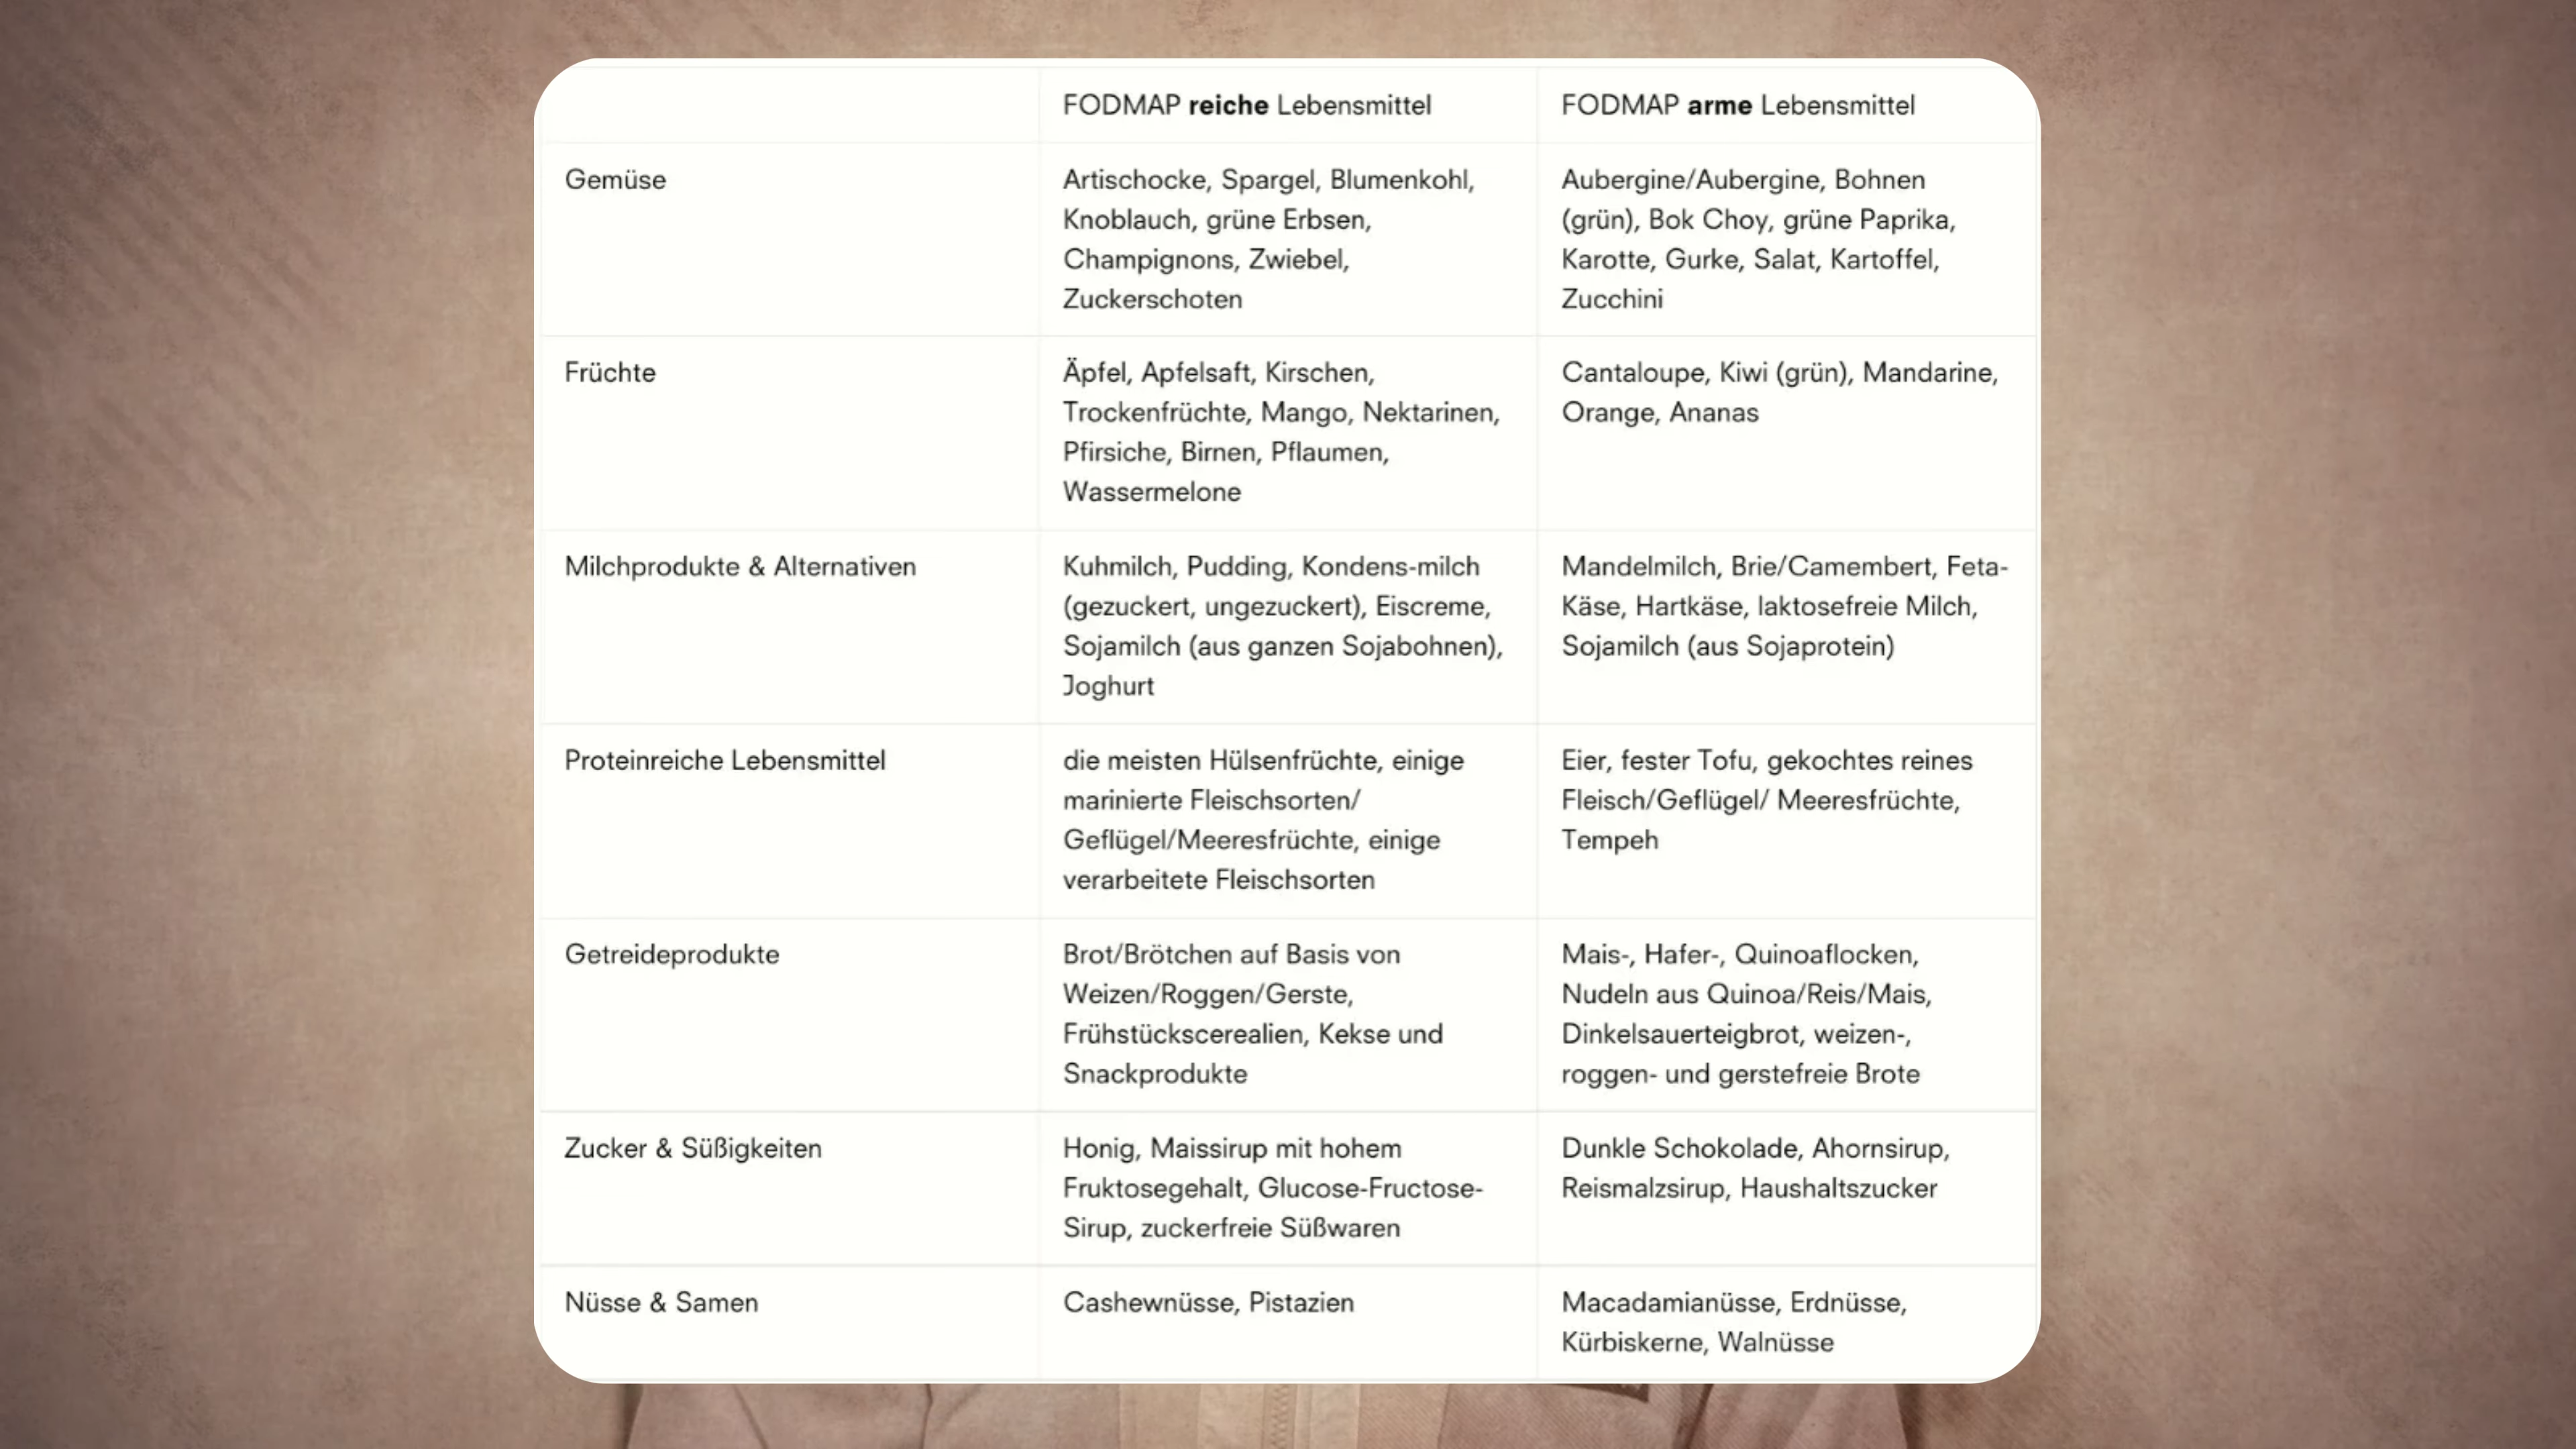 FODMAP reiche Lebensmittel
FODMAP arme Lebensmittel
Gemüse
Artischocke, Spargel, Blumenkohl,
Knoblauch, grüne Erbsen,
Champignons, Zwiebel,
Zuckerschoten
Aubergine/Aubergine, Bohnen
(grün), Bok Choy, grüne Paprika,
Karotte, Gurke, Salat, Kartoffel,
Zucchini
Früchte
Äpfel, Apfelsaft, Kirschen,
Trockenfrüchte, Mango, Nektarinen,
Pfirsiche, Birnen, Pflaumen,
Wassermelone
Cantaloupe, Kiwi (grün), Mandarine,
Orange, Ananas
Milchprodukte & Alternativen
Kuhmilch, Pudding, Kondens-milch
(gezuckert, ungezuckert), Eiscreme,
Sojamilch (aus ganzen Sojabohnen),
Joghurt
Mandelmilch, Brie/Camembert, Feta-
Käse, Hartkäse, laktosefreie Milch,
Sojamilch (aus Sojaprotein)
Proteinreiche Lebensmittel
die meisten Hülsenfrüchte, einige
marinierte Fleischsorten/
Geflügel/Meeresfrüchte, einige
verarbeitete Fleischsorten
Eier, fester Tofu, gekochtes reines
Fleisch/Geflügel/ Meeresfrüchte,
Tempeh
Getreideprodukte
Brot/Brötchen auf Basis von
Weizen/Roggen/Gerste,
Frühstückscerealien, Kekse und
Snackprodukte
Mais-, Hafer-, Quinoaflocken,
Nudeln aus Quinoa/Reis/Mais,
Dinkelsauerteigbrot, weizen-,
roggen- und gerstefreie Brote
Zucker & Süßigkeiten
Honig, Maissirup mit hohem
Fruktosegehalt, Glucose-Fructose-
Sirup, zuckerfreie Süßwaren
Dunkle Schokolade, Ahornsirup,
Reismalzsirup, Haushaltszucker
Nüsse & Samen
Cashewnüsse, Pistazien
Macadamianüsse, Erdnüsse,
Kürbiskerne, Walnüsse